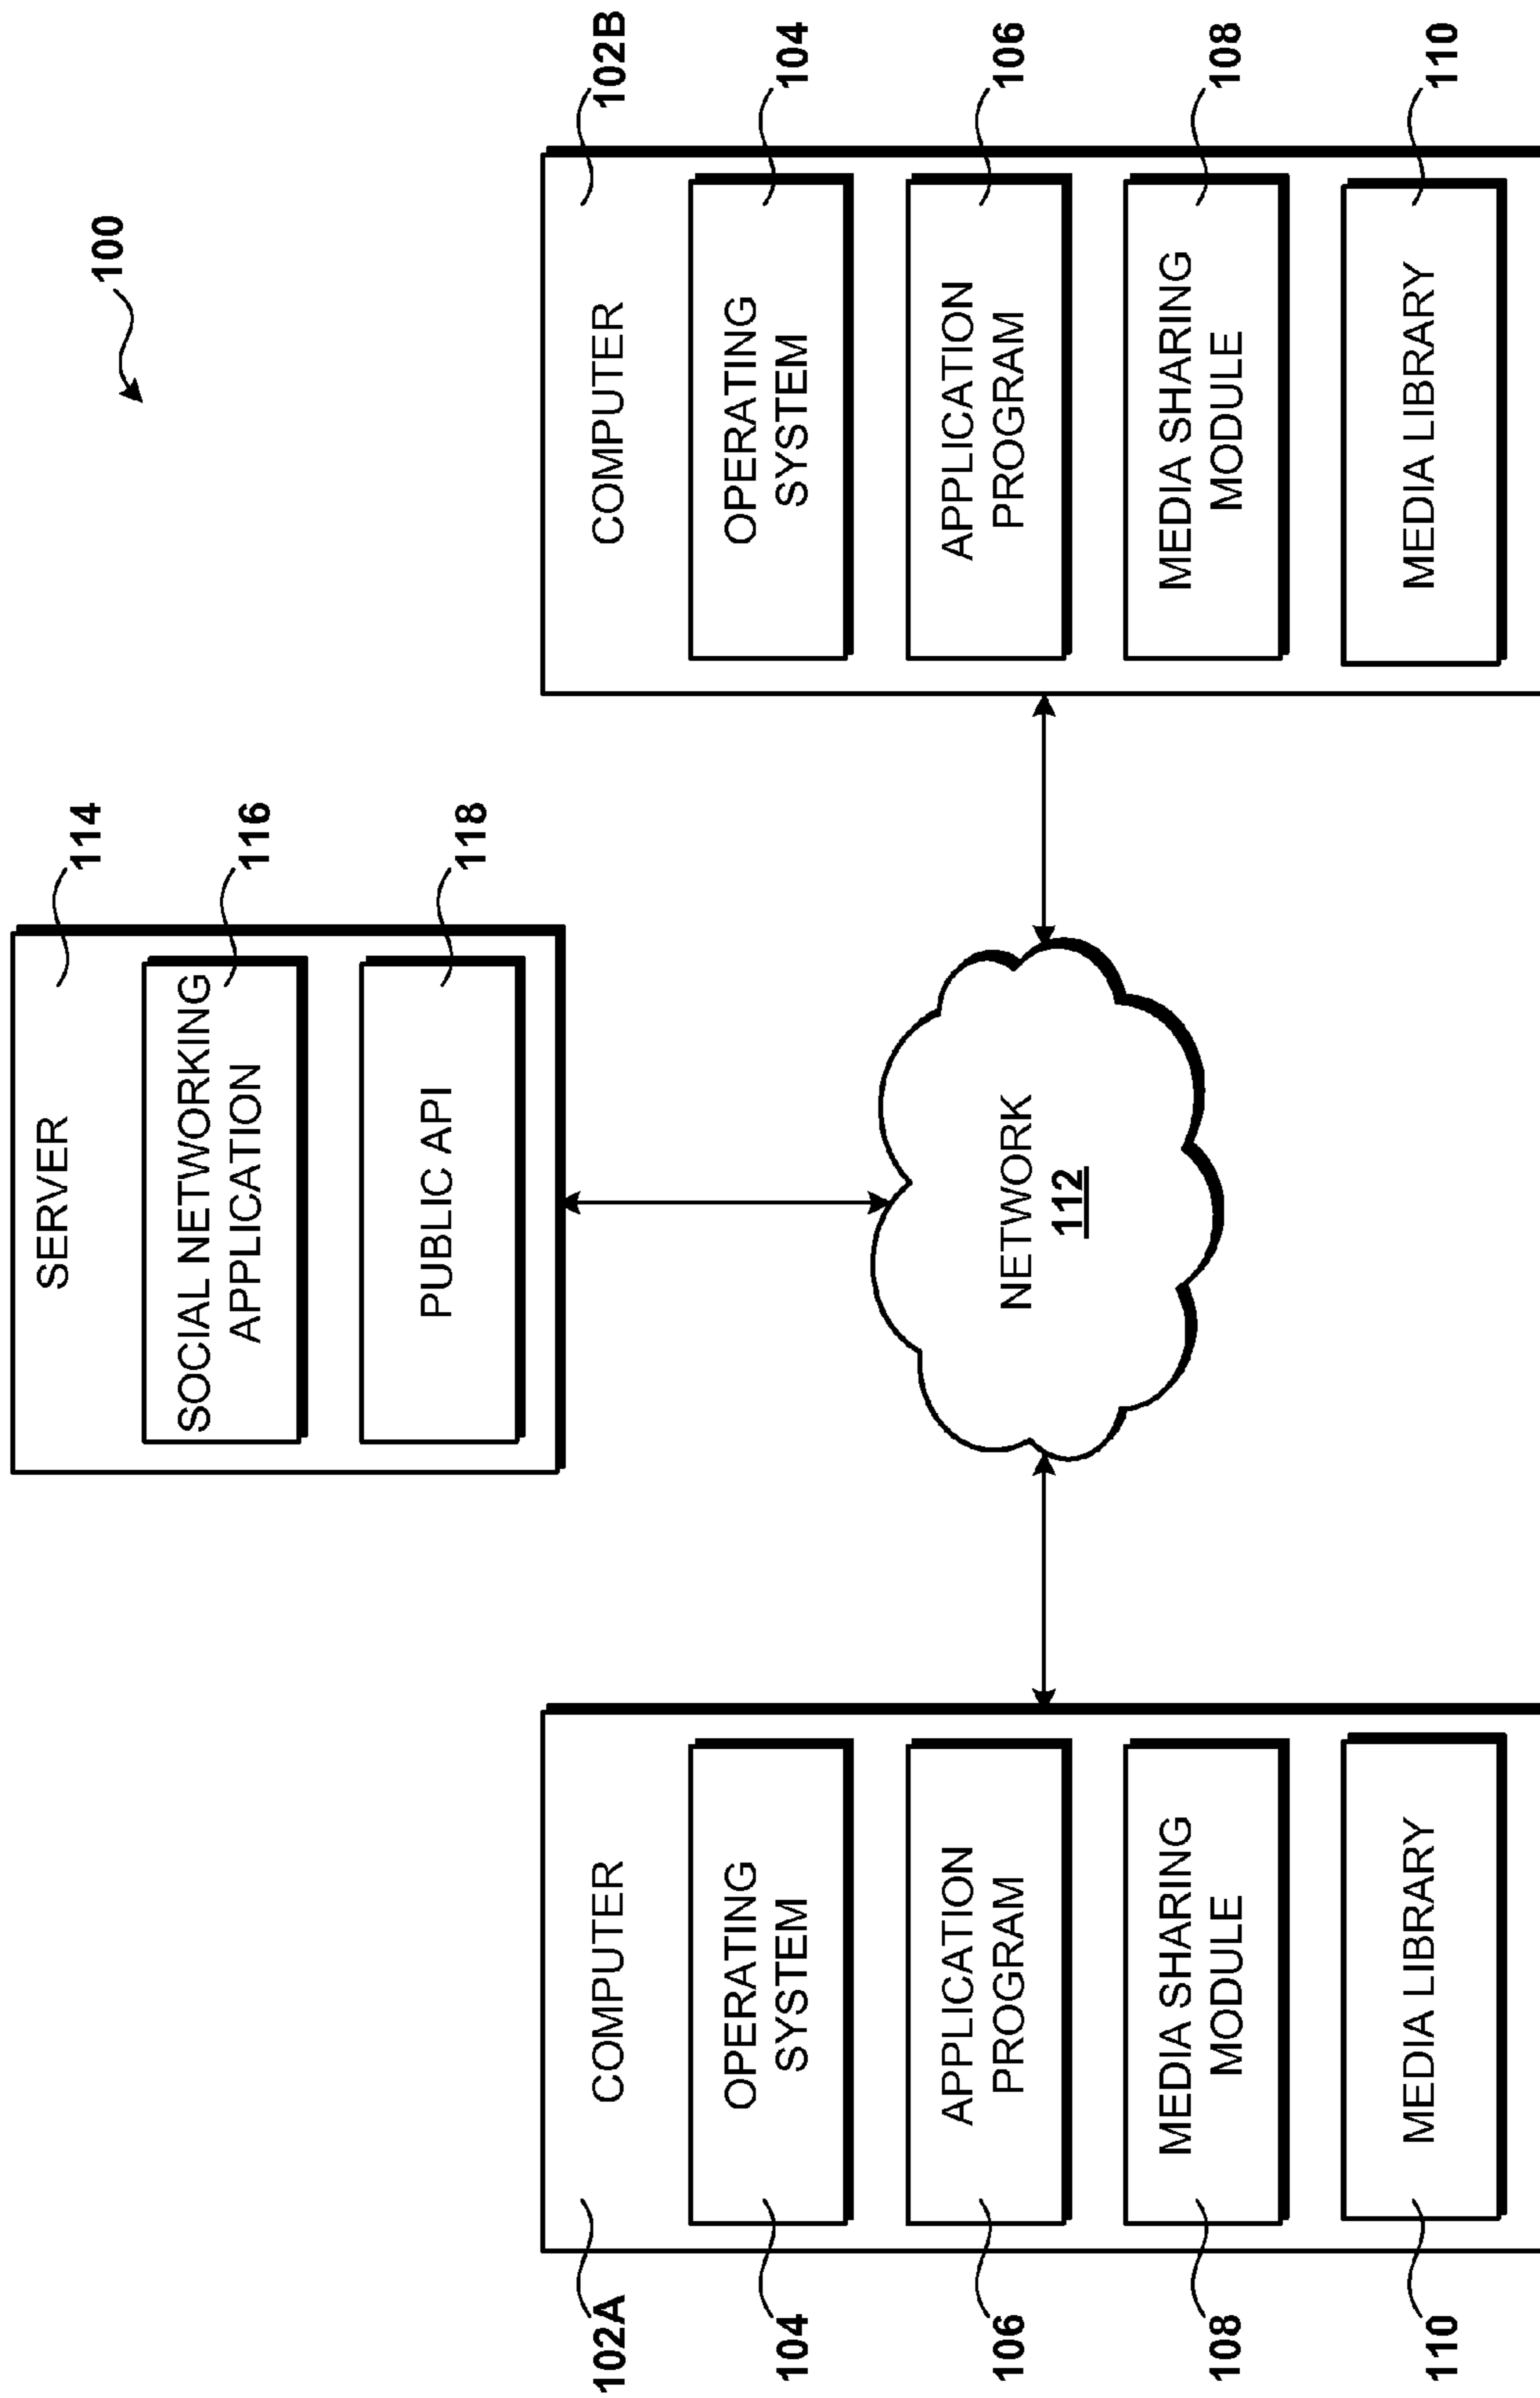 100
SERVER
114
SOCIAL NETWORKING
APPLICATION
116
PUBLIC API
118
102A
COMPUTER
104
OPERATING
SYSTEM
106
APPLICATION
PROGRAM
108
MEDIA SHARING
MODULE
110
MEDIA LIBRARY
NETWORK
112
COMPUTER
102B
OPERATING
SYSTEM
104
APPLICATION
PROGRAM
106
MEDIA SHARING
MODULE
108
MEDIA LIBRARY
110